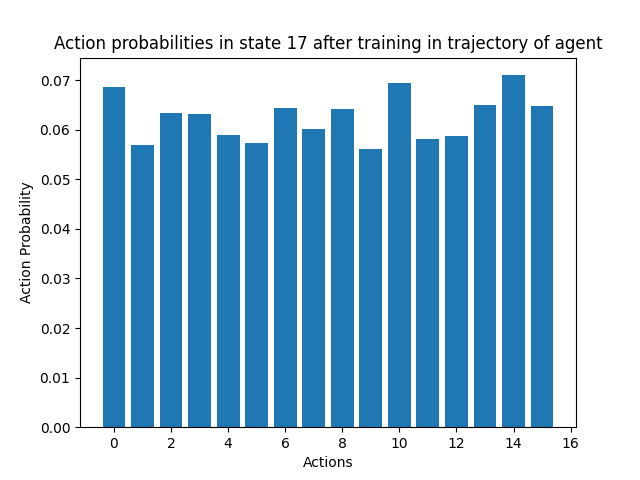 Action probabilities in state 17 after training in trajectory of agent
0.07
0.06
0.05
0.04
0.03
0.02
0.01
0.00
Action Probability
0 2 4 6 8 10 12 14 16
Actions